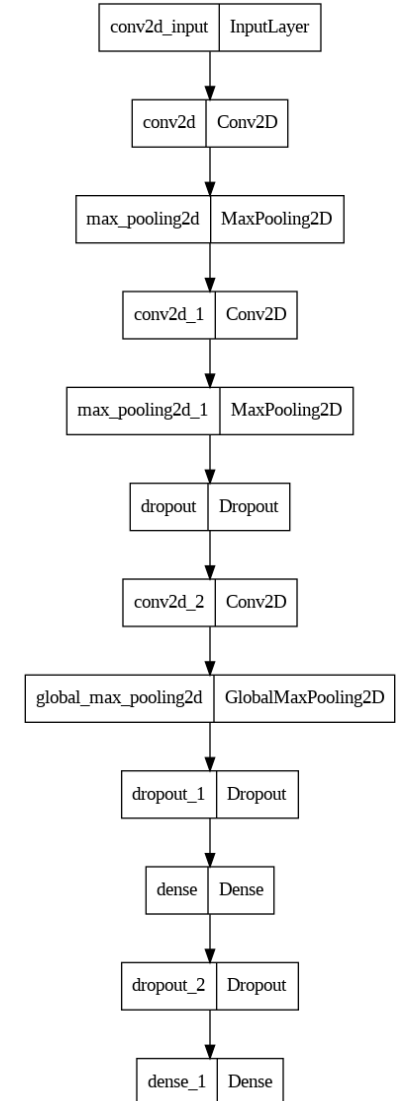 conv2d_input InputLayer
conv2d Conv2D
max_pooling2d MaxPooling2D
conv2d_1 Conv2D
max_pooling2d_1 MaxPooling2D
dropout Dropout
conv2d_2 Conv2D
global_max_pooling2d GlobalMaxPooling2D
dropout_1 Dropout
dense Dense
dropout_2 Dropout
dense_1 Dense